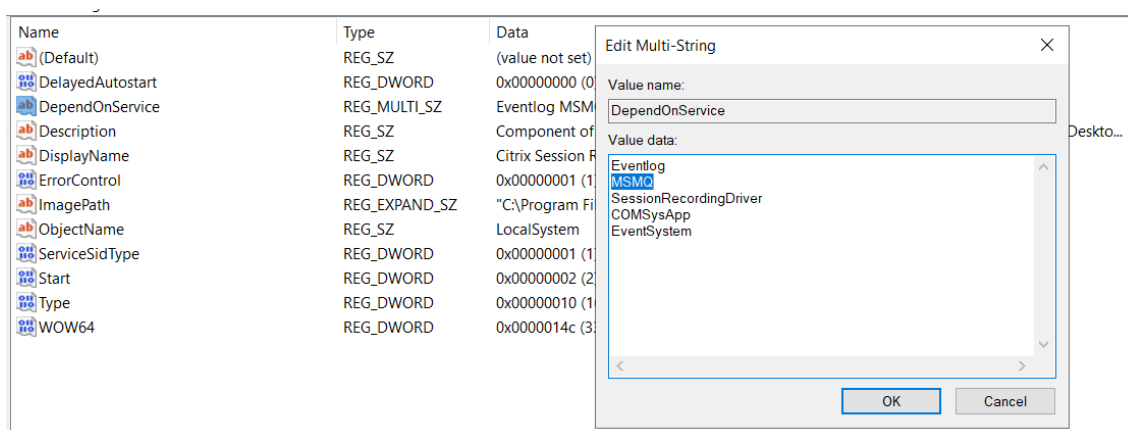 Name Type Data
(Default) REG_SZ (value not set)
DelayedAutostart REG_DWORD 0x00000000 (0
DependOnService REG_MULTI_SZ Eventlog MSM
Description REG_SZ Component of Deskto...
DisplayName REG_SZ Citrix Session R
ErrorControl REG_DWORD 0x00000001 (1
ImagePath REG_EXPAND_SZ "C:\Program Fi
ObjectName REG_SZ LocalSystem
ServiceSidType REG_DWORD 0x00000001 (1
Start REG_DWORD 0x00000002 (2
Type REG_DWORD 0x00000010 (1
WOW64 REG_DWORD 0x0000014c (3
Edit Multi-String
Value name:
DependOnService
Value data:
Eventlog
MSMQ
SessionRecordingDriver
COMSysApp
EventSystem
OK Cancel